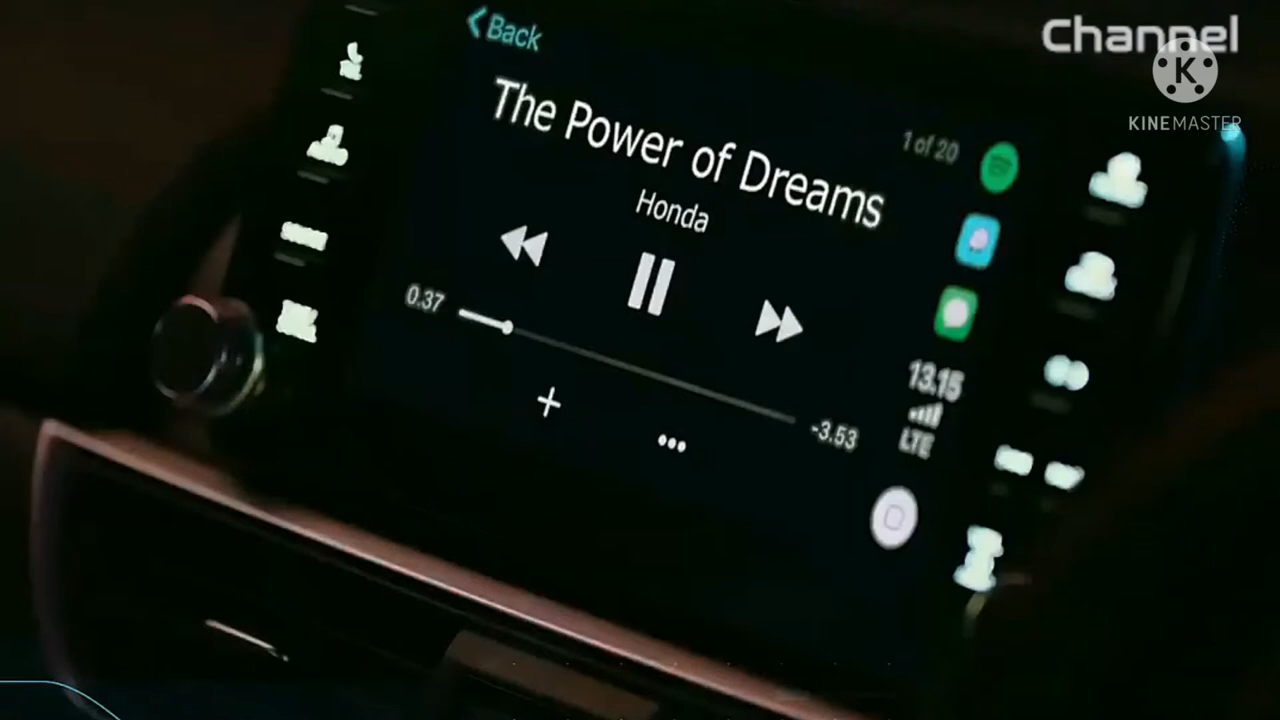 Channel
KINEMASTER
Back
The Power of Dreams
1 of 20
Honda
0.37
-3.53
13.15
LTE